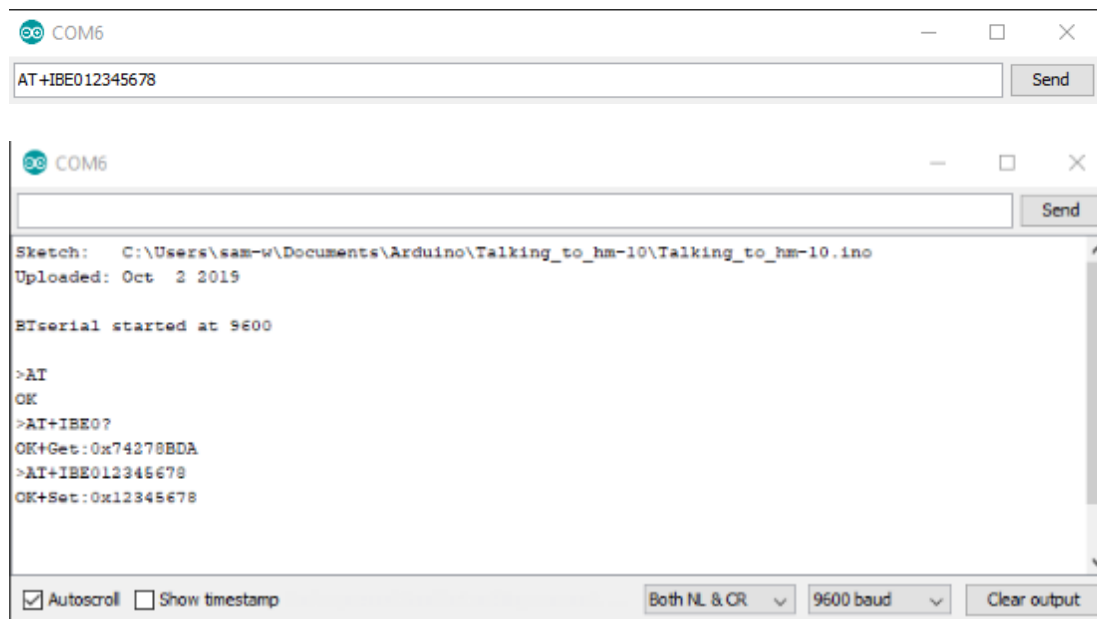 COM6
AT+IBE012345678
Send
COM6
Send
Sketch: C:\Users\sam-w\Documents\Arduino\Talking_to_hm-10\Talking_to_hm-10.ino
Uploaded: Oct 2 2019
BTserial started at 9600
>AT
OK
>AT+IBE0?
OK+Get:0x74278BDA
>AT+IBE012345678
OK+Set:0x12345678
Autoscroll Show timestamp Both NL & CR 9600 baud Clear output